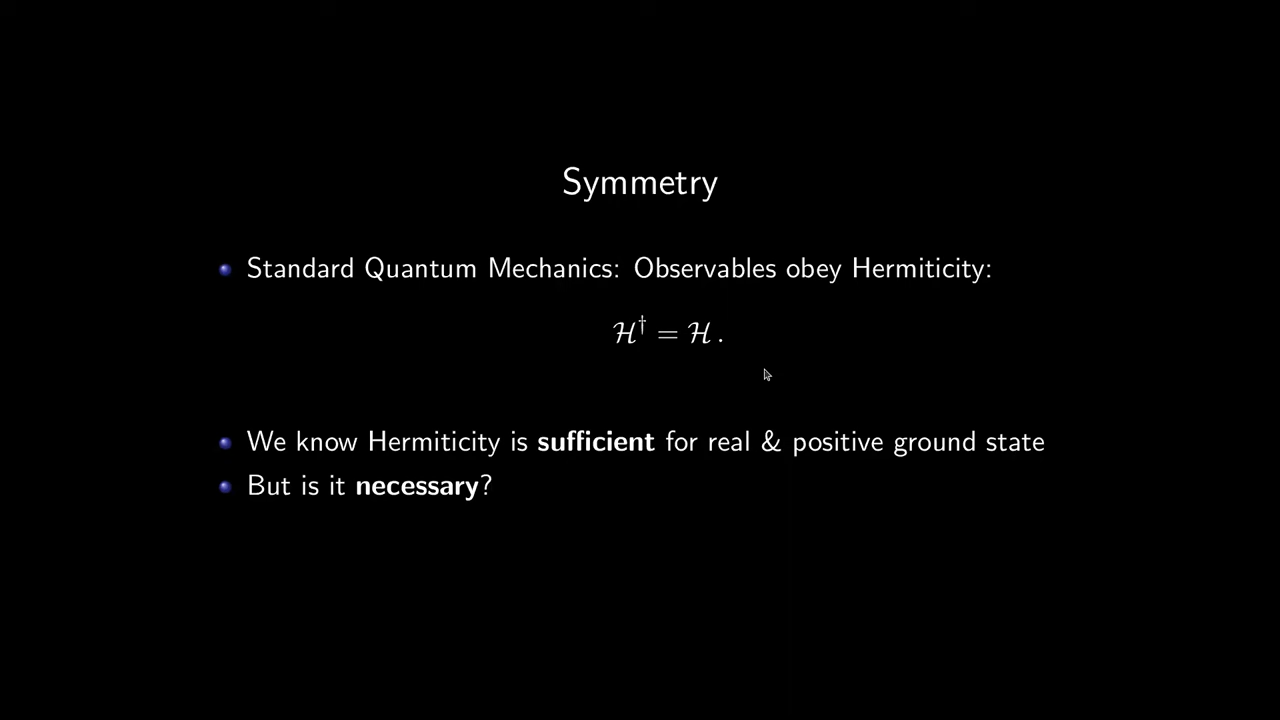 Symmetry
Standard Quantum Mechanics: Observables obey Hermiticity:
ℋ† = ℋ .
We know Hermiticity is sufficient for real & positive ground state
But is it necessary?